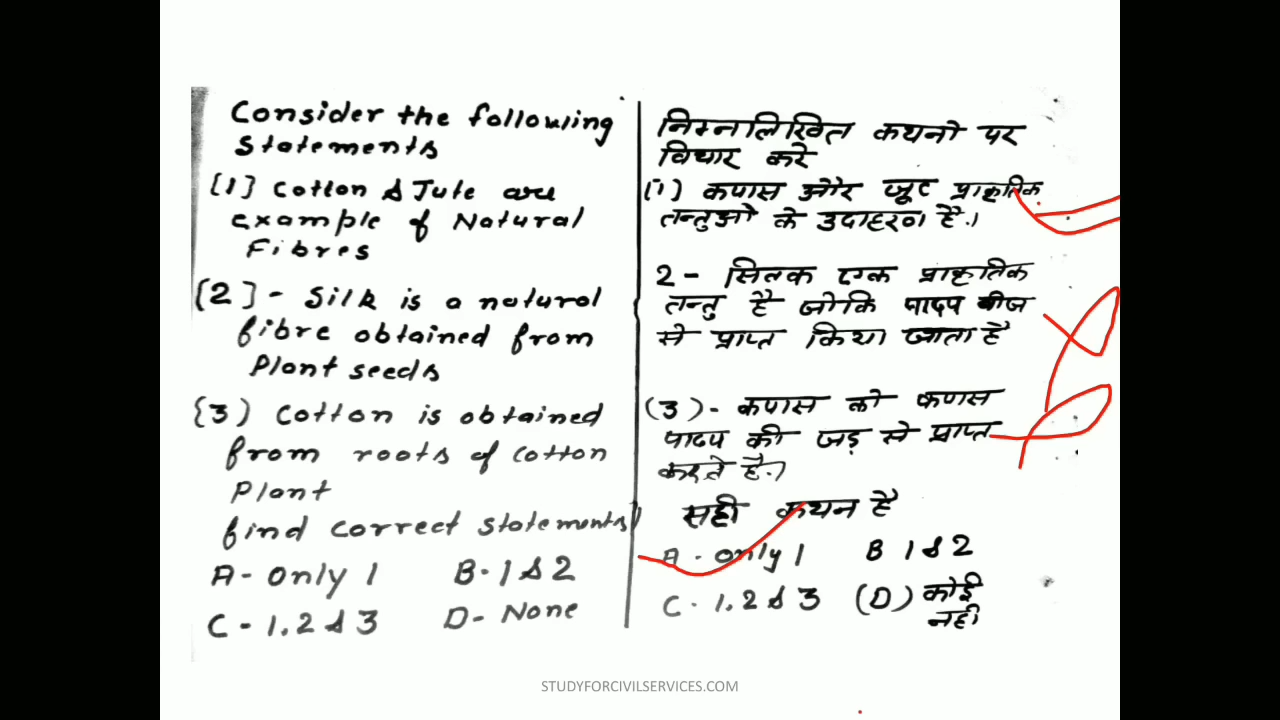 Consider the following
statements
(1) Cotton & Jute are
example of Natural
Fibres
(2) - Silk is a natural
fibre obtained from
Plant seeds
(3) Cotton is obtained
from roots of Cotton
Plant
find correct statements
A- Only 1 B- 1 & 2
C - 1, 2 & 3 D- None
निम्नलिखित कथनो पर
विचार करे
(1) कपास और जूट प्राकृतिक
तन्तुओ के उदाहरण है।
2 - सिल्क एक प्राकृतिक
तन्तु है जोकि पादप बीज
से प्राप्त किया जाता है
(3) - कपास को कपास
पादप की जड़ से प्राप्त
करते है।
सही कथन है
A - only 1 B 1 & 2
C - 1, 2 & 3 (D) कोई
नही
STUDYFORCIVILSERVICES.COM